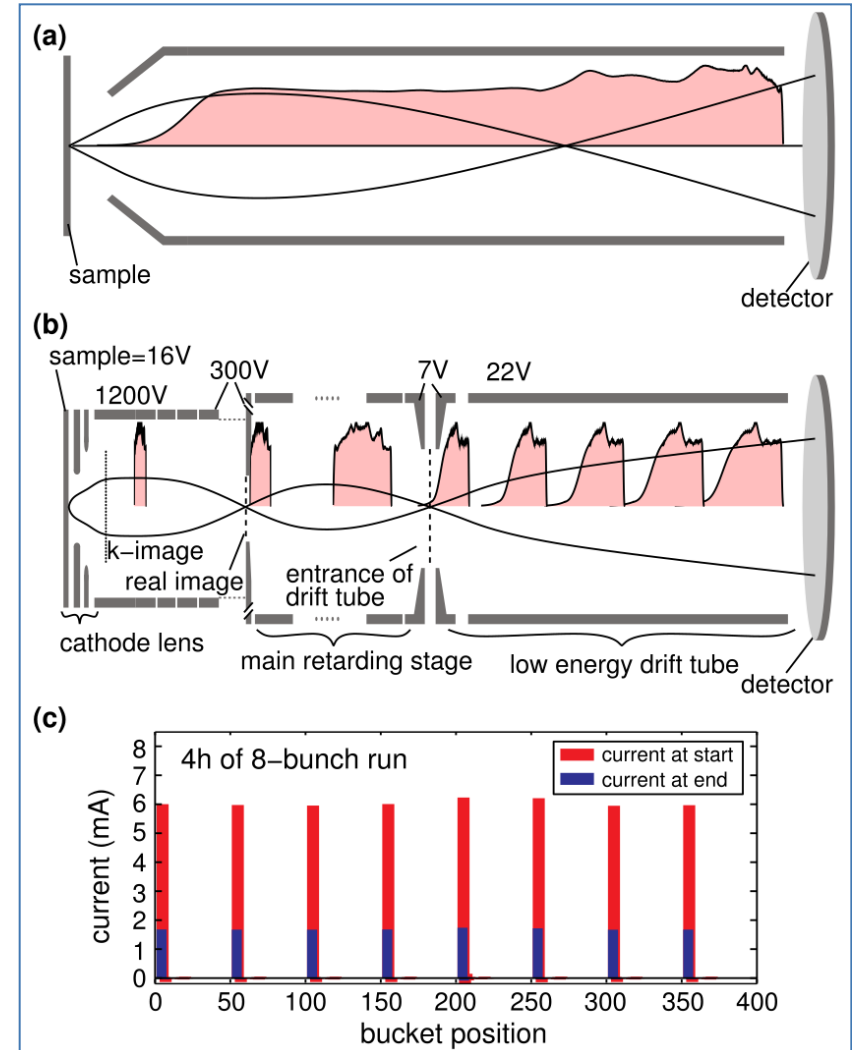 (a)
sample
detector
(b)
sample=16V
300V
7V
22V
1200V
k−image
real image
entrance of
drift tube
cathode lens
main retarding stage
low energy drift tube
detector
(c)
4h of 8−bunch run
current at start
current at end
current (mA)
8
7
6
5
4
3
2
1
0
0 50 100 150 200 250 300 350 400
bucket position